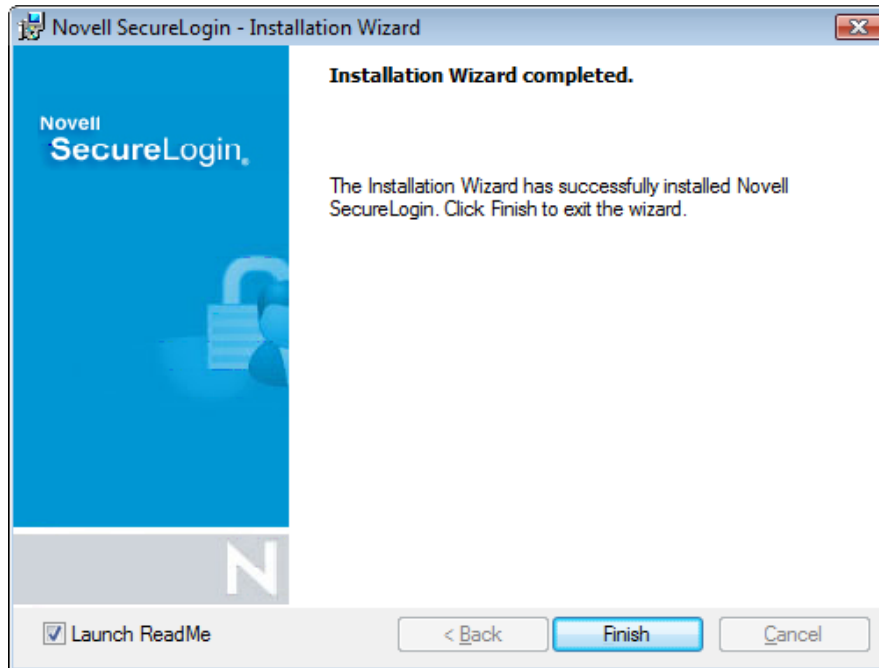 Novell SecureLogin - Installation Wizard
Novell
SecureLogin®
Installation Wizard completed.
The Installation Wizard has successfully installed Novell
SecureLogin. Click Finish to exit the wizard.
N
Launch ReadMe
< Back
Finish
Cancel